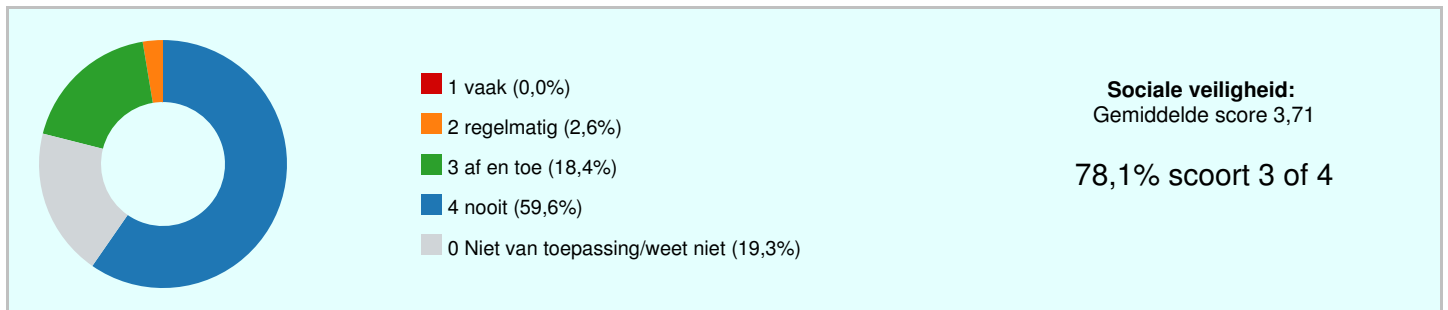 1 vaak (0,0%)
2 regelmatig (2,6%)
3 af en toe (18,4%)
4 nooit (59,6%)
0 Niet van toepassing/weet niet (19,3%)
Sociale veiligheid:
Gemiddelde score 3,71
78,1% scoort 3 of 4